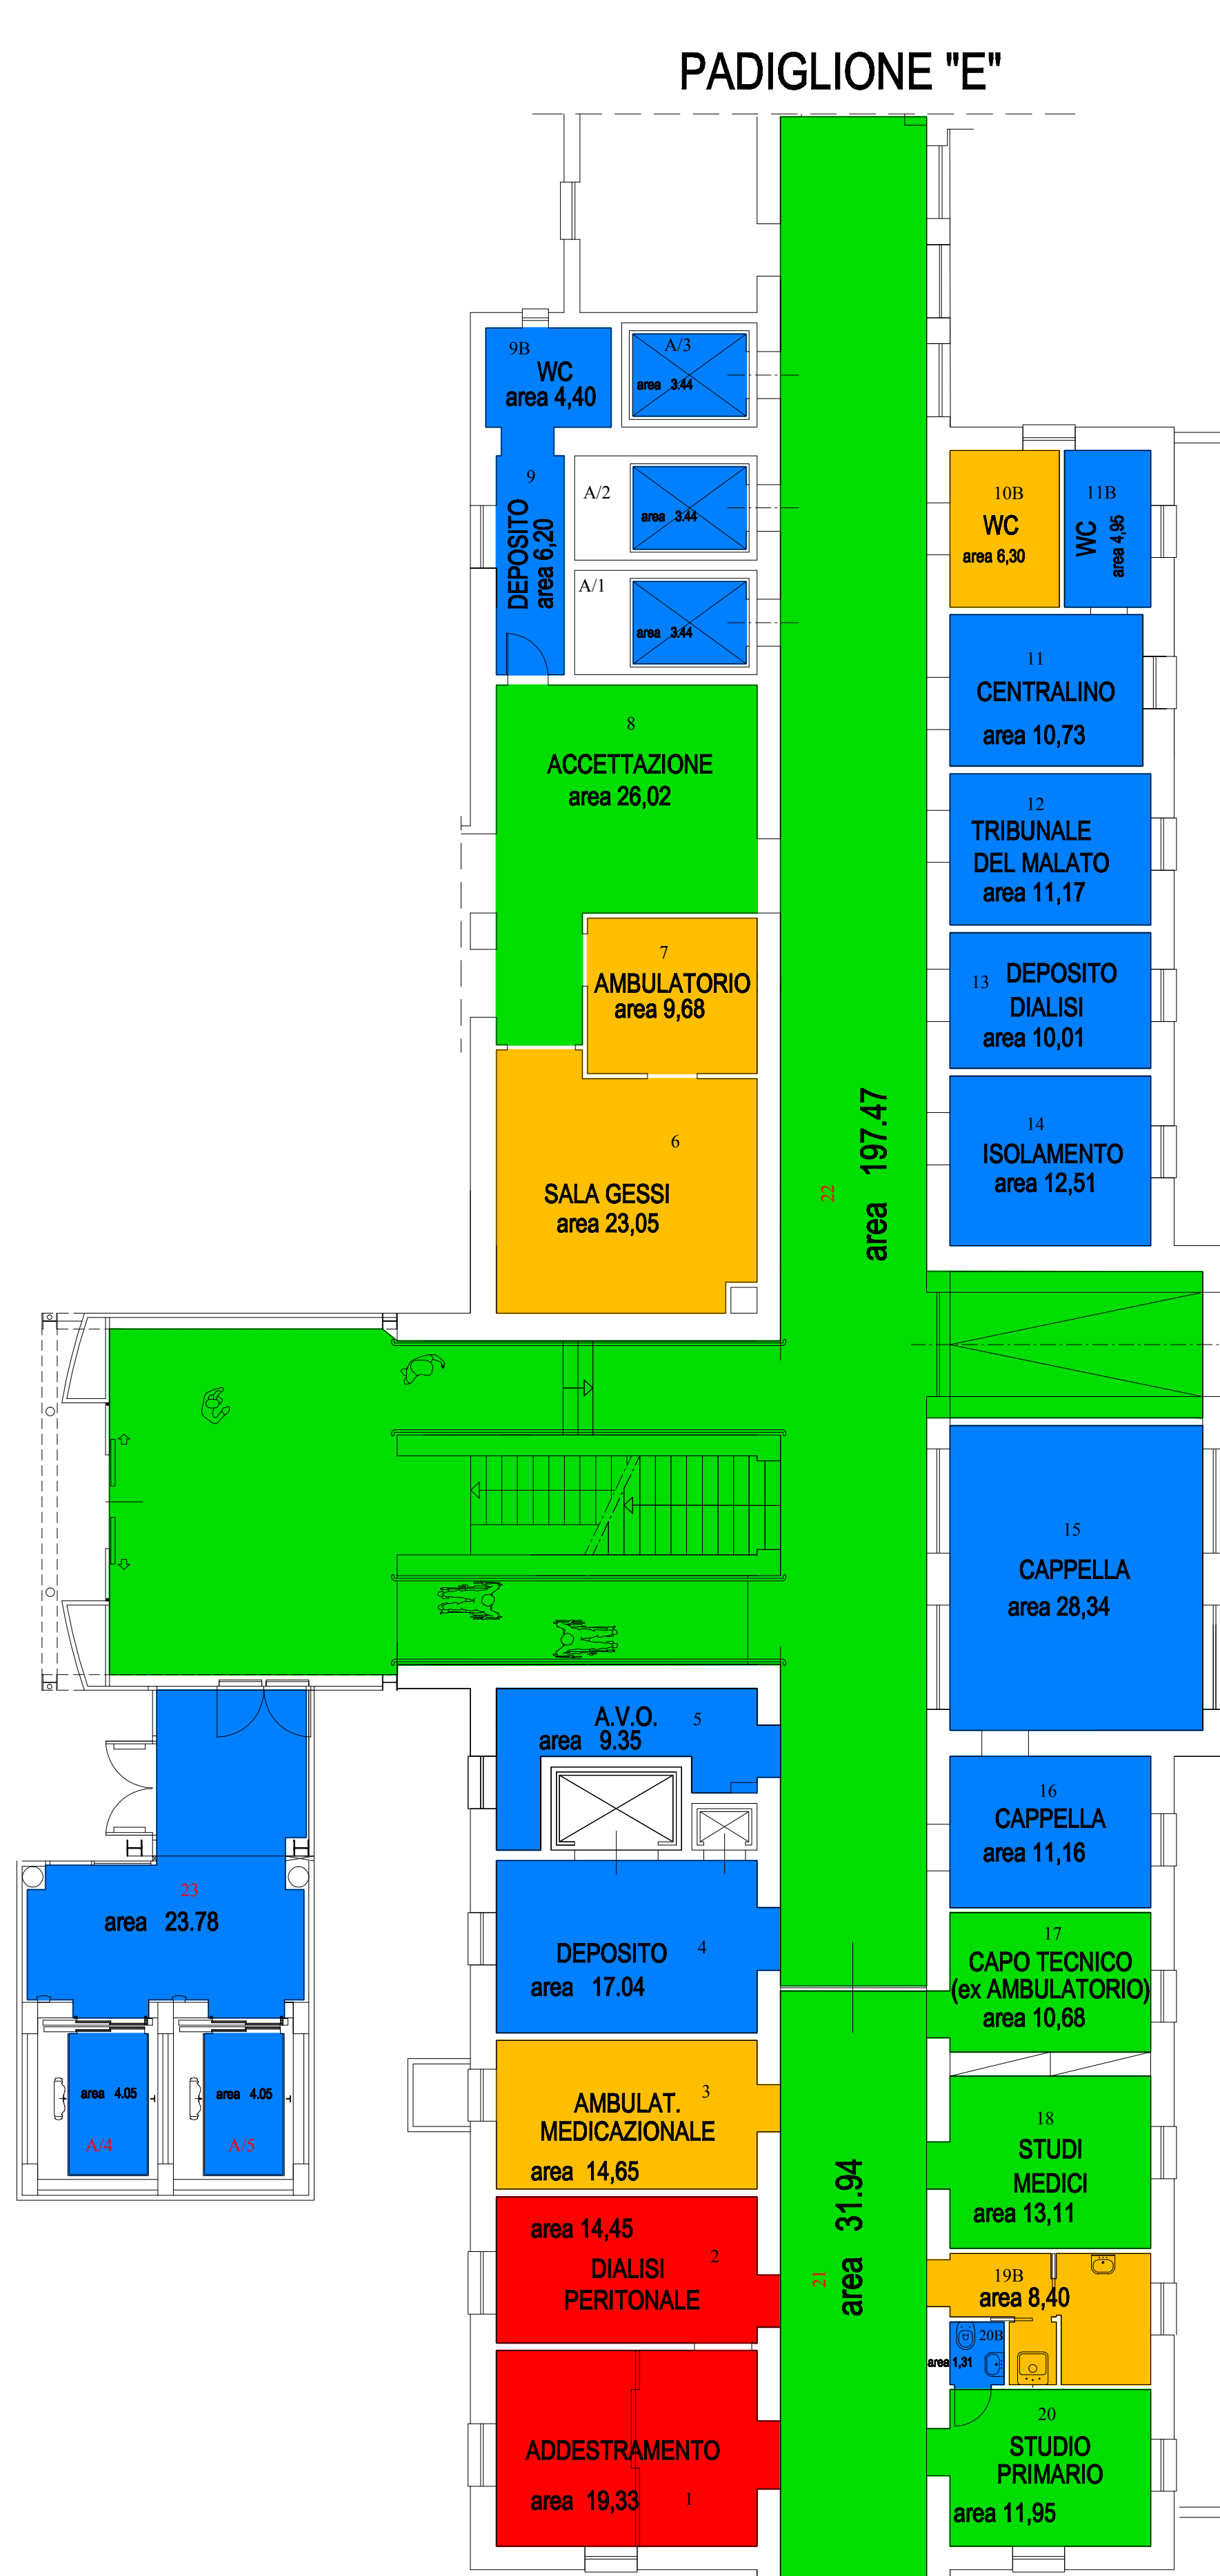 PADIGLIONE "E"
9B
WC
area 4,40
A/3
area 3.44
9
DEPOSITO
area 6,20
A/2
area 3.44
A/1
area 3.44
10B
WC
area 6,30
11B
WC
area 4,95
11
CENTRALINO
area 10,73
8
ACCETTAZIONE
area 26,02
12
TRIBUNALE
DEL MALATO
area 11,17
7
AMBULATORIO
area 9,68
13
DEPOSITO
DIALISI
area 10,01
6
SALA GESSI
area 23,05
22
area 197.47
14
ISOLAMENTO
area 12,51
15
CAPPELLA
area 28,34
A.V.O.
5
area 9.35
16
CAPPELLA
area 11,16
23
area 23.78
DEPOSITO
4
area 17.04
17
CAPO TECNICO
(ex AMBULATORIO)
area 10,68
area 4.05
A/4
area 4.05
A/5
3
AMBULAT.
MEDICAZIONALE
area 14,65
18
STUDI
MEDICI
area 13,11
area 14,45
2
DIALISI
PERITONALE
21
area 31.94
19B
area 8,40
20B
area 1,31
ADDESTRAMENTO
area 19,33
1
20
STUDIO
PRIMARIO
area 11,95